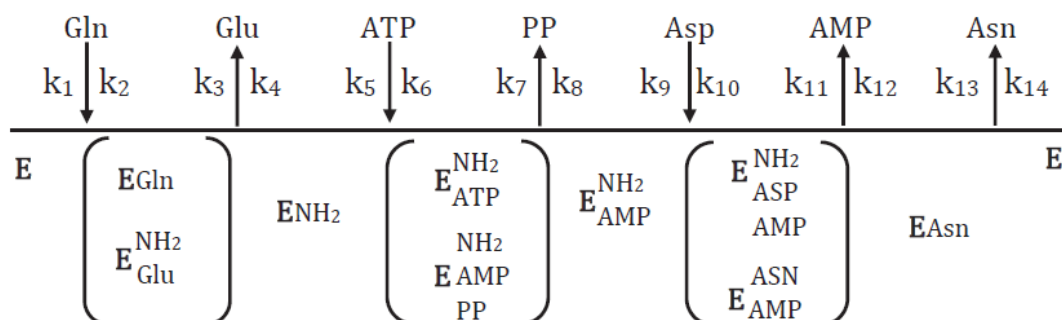 Gln Glu ATP PP Asp AMP Asn
k1 k2 k3 k4 k5 k6 k7 k8 k9 k10 k11 k12 k13 k14
E
EGln
E NH2 Glu
ENH2
E NH2 ATP
E NH2 AMP PP
E NH2 AMP
E NH2 ASP AMP
E ASN AMP
EAsn
E